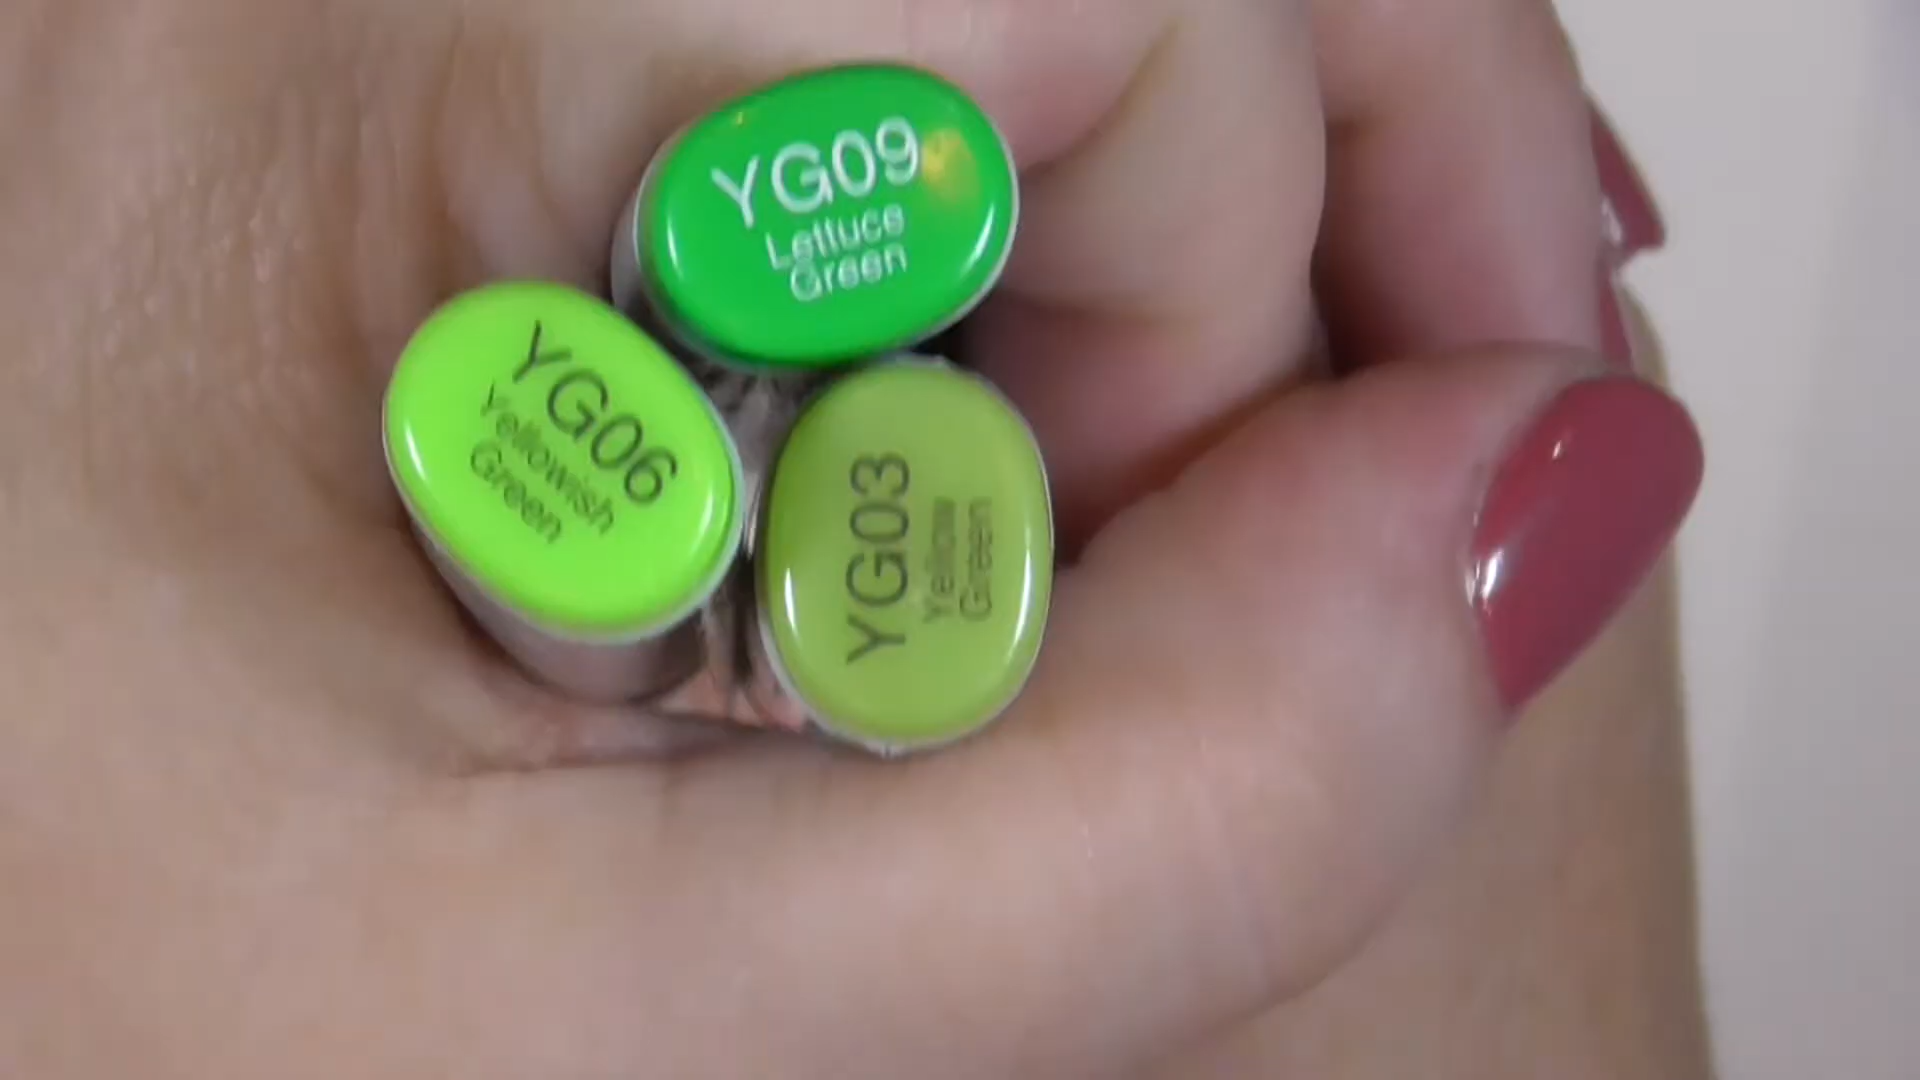 YG09
Lettuce
Green
YG06
Yellowish
Green
YG03
Yellow
Green